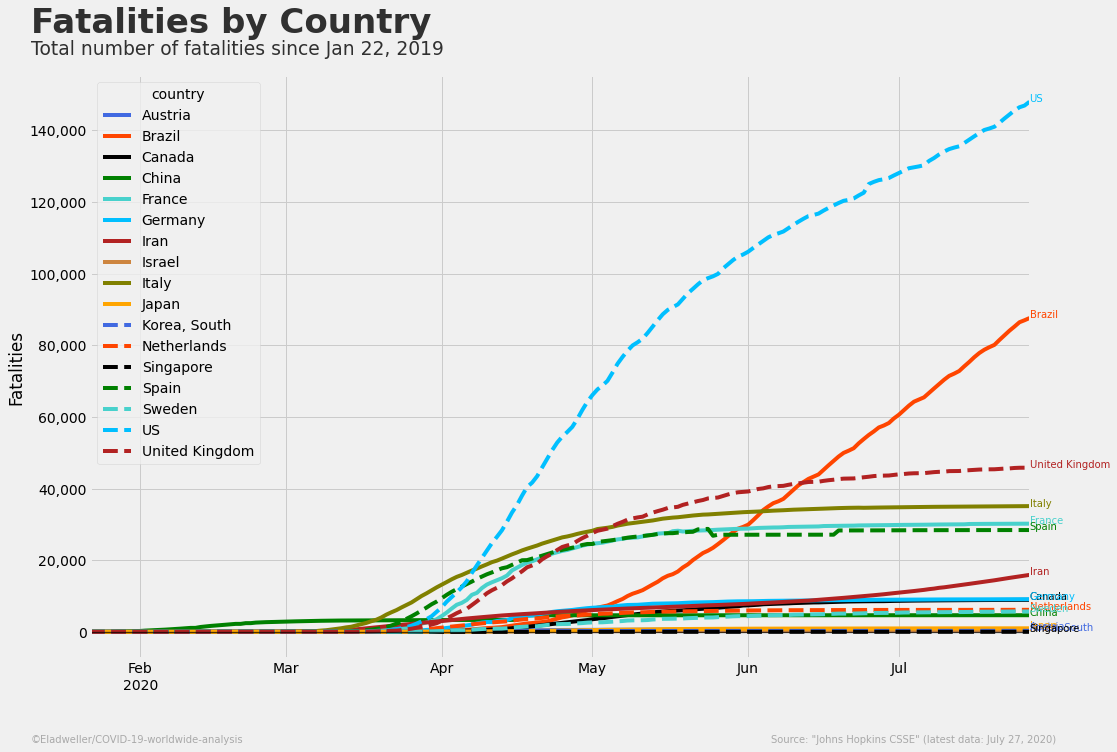 Fatalities by Country
Total number of fatalities since Jan 22, 2019
country
Austria
Brazil
Canada
China
France
Germany
Iran
Israel
Italy
Japan
Korea, South
Netherlands
Singapore
Spain
Sweden
US
United Kingdom
Fatalities
140,000
120,000
100,000
80,000
60,000
40,000
20,000
0
Feb
2020
Mar
Apr
May
Jun
Jul
US
Brazil
United Kingdom
Italy
France
Spain
Iran
Canada
Netherlands
China
Singapore
©Eladweller/COVID-19-worldwide-analysis
Source: "Johns Hopkins CSSE" (latest data: July 27, 2020)